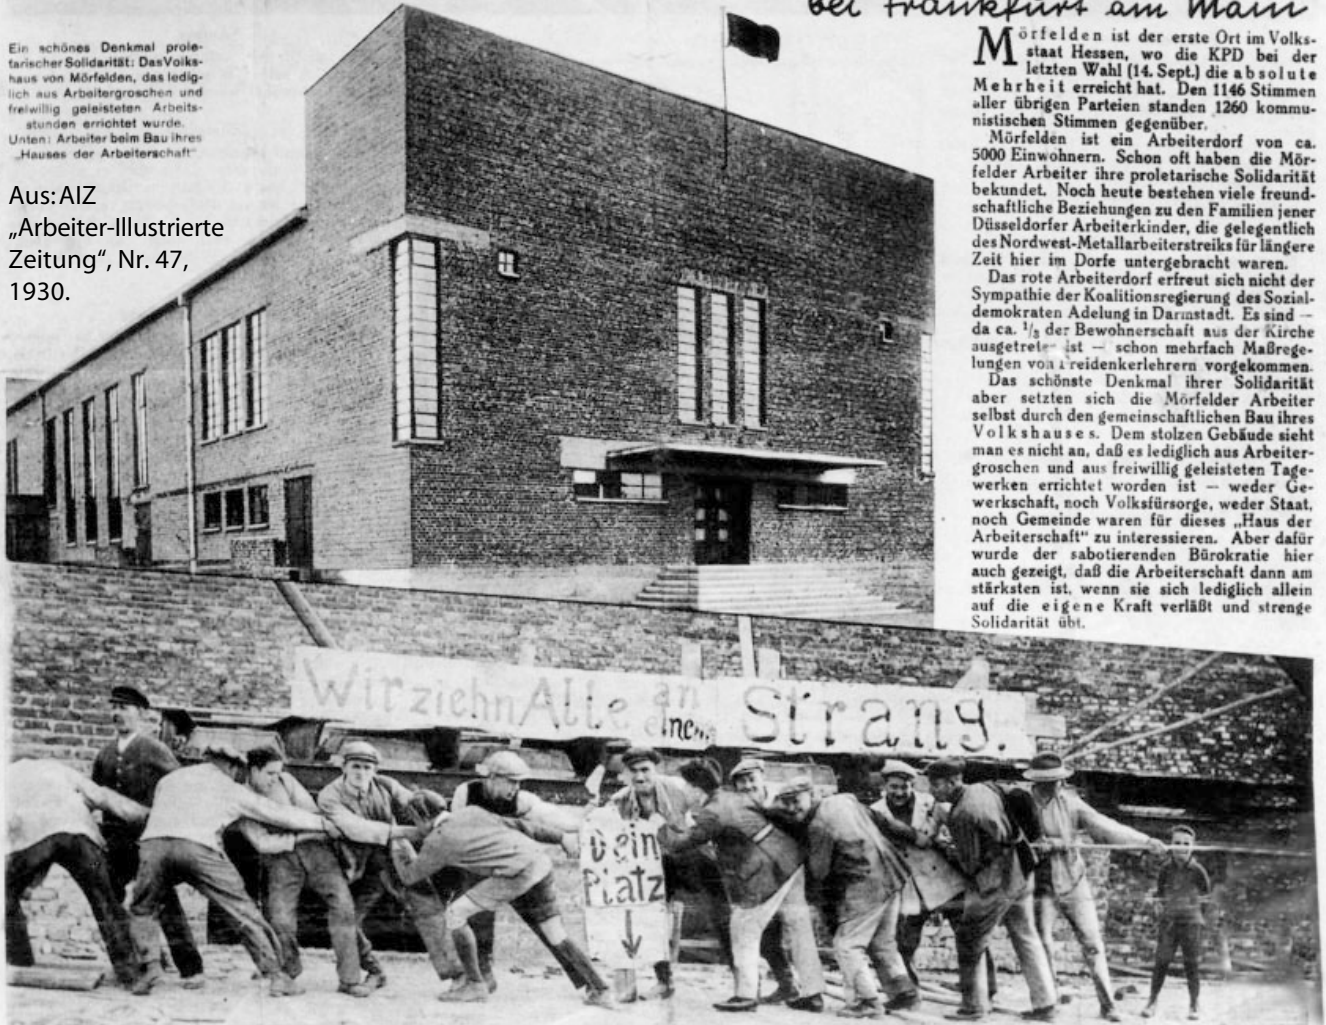 bei Frankfurt am Main
Ein schönes Denkmal prole-
tarischer Solidarität: Das Volks-
haus von Mörfelden, das ledig-
lich aus Arbeitergroschen und
freiwillig geleisteten Arbeits-
stunden errichtet wurde.
Unten: Arbeiter beim Bau ihres
„Hauses der Arbeiterschaft“.
Aus: AIZ
„Arbeiter-Illustrierte
Zeitung“, Nr. 47,
1930.
Mörfelden ist der erste Ort im Volks-
staat Hessen, wo die KPD bei der
letzten Wahl (14. Sept.) die absolute
Mehrheit erreicht hat. Den 1146 Stimmen
aller übrigen Parteien standen 1260 kommu-
nistischen Stimmen gegenüber.
Mörfelden ist ein Arbeiterdorf von ca.
5000 Einwohnern. Schon oft haben die Mör-
felder Arbeiter ihre proletarische Solidarität
bekundet. Noch heute bestehen viele freund-
schaftliche Beziehungen zu den Familien jener
Düsseldorfer Arbeiterkinder, die gelegentlich
des Nordwest-Metallarbeiterstreiks für längere
Zeit hier im Dorfe untergebracht waren.
Das rote Arbeiterdorf erfreut sich nicht der
Sympathie der Koalitionsregierung des Sozial-
demokraten Adelung in Darmstadt. Es sind —
da ca. der Bewohnerschaft aus der Kirche
ausgetreten ist — schon mehrfach Maßrege-
lungen von Freidenkerlehrern vorgekommen.
Das schönste Denkmal ihrer Solidarität
aber setzten sich die Mörfelder Arbeiter
selbst durch den gemeinschaftlichen Bau ihres
Volkshauses. Dem stolzen Gebäude sieht
man es nicht an, daß es lediglich aus Arbeiter-
groschen und aus freiwillig geleisteten Tage-
werken errichtet worden ist — weder Ge-
werkschaft, noch Volksfürsorge, weder Staat,
noch Gemeinde waren für dieses „Haus der
Arbeiterschaft“ zu interessieren. Aber dafür
wurde der sabotierenden Bürokratie hier
auch gezeigt, daß die Arbeiterschaft dann am
stärksten ist, wenn sie sich lediglich allein
auf die eigene Kraft verläßt und strenge
Solidarität übt.
Wir ziehn Alle an einem Strang.
Dein
Platz